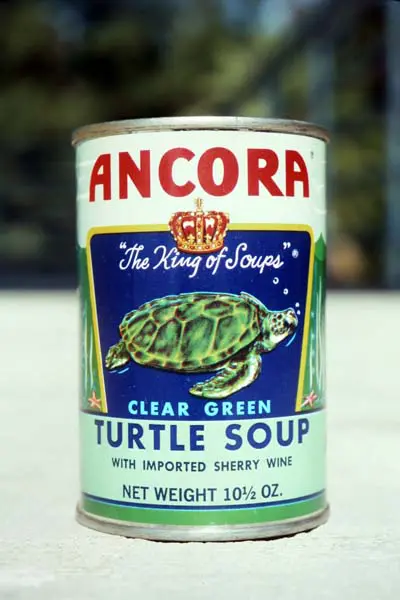 ANCORA
"The King of Soups"®
CLEAR GREEN
TURTLE SOUP
WITH IMPORTED SHERRY WINE
NET WEIGHT 10½ OZ.